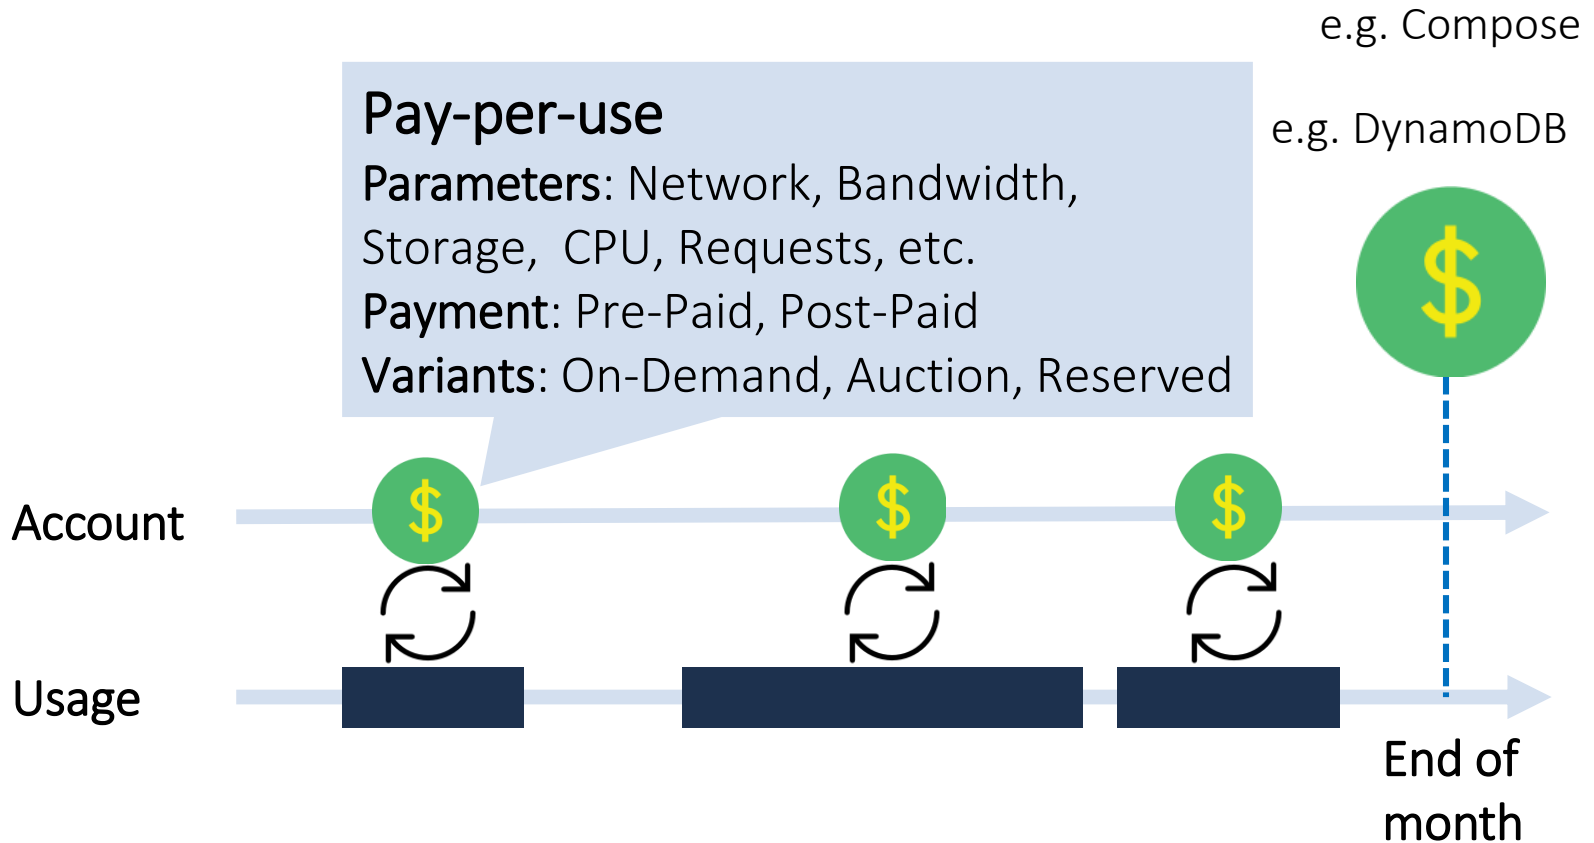 e.g. Compose
e.g. DynamoDB
Pay-per-use
Parameters: Network, Bandwidth,
Storage, CPU, Requests, etc.
Payment: Pre-Paid, Post-Paid
Variants: On-Demand, Auction, Reserved
$
$ $ $
Account
Usage
End of
month